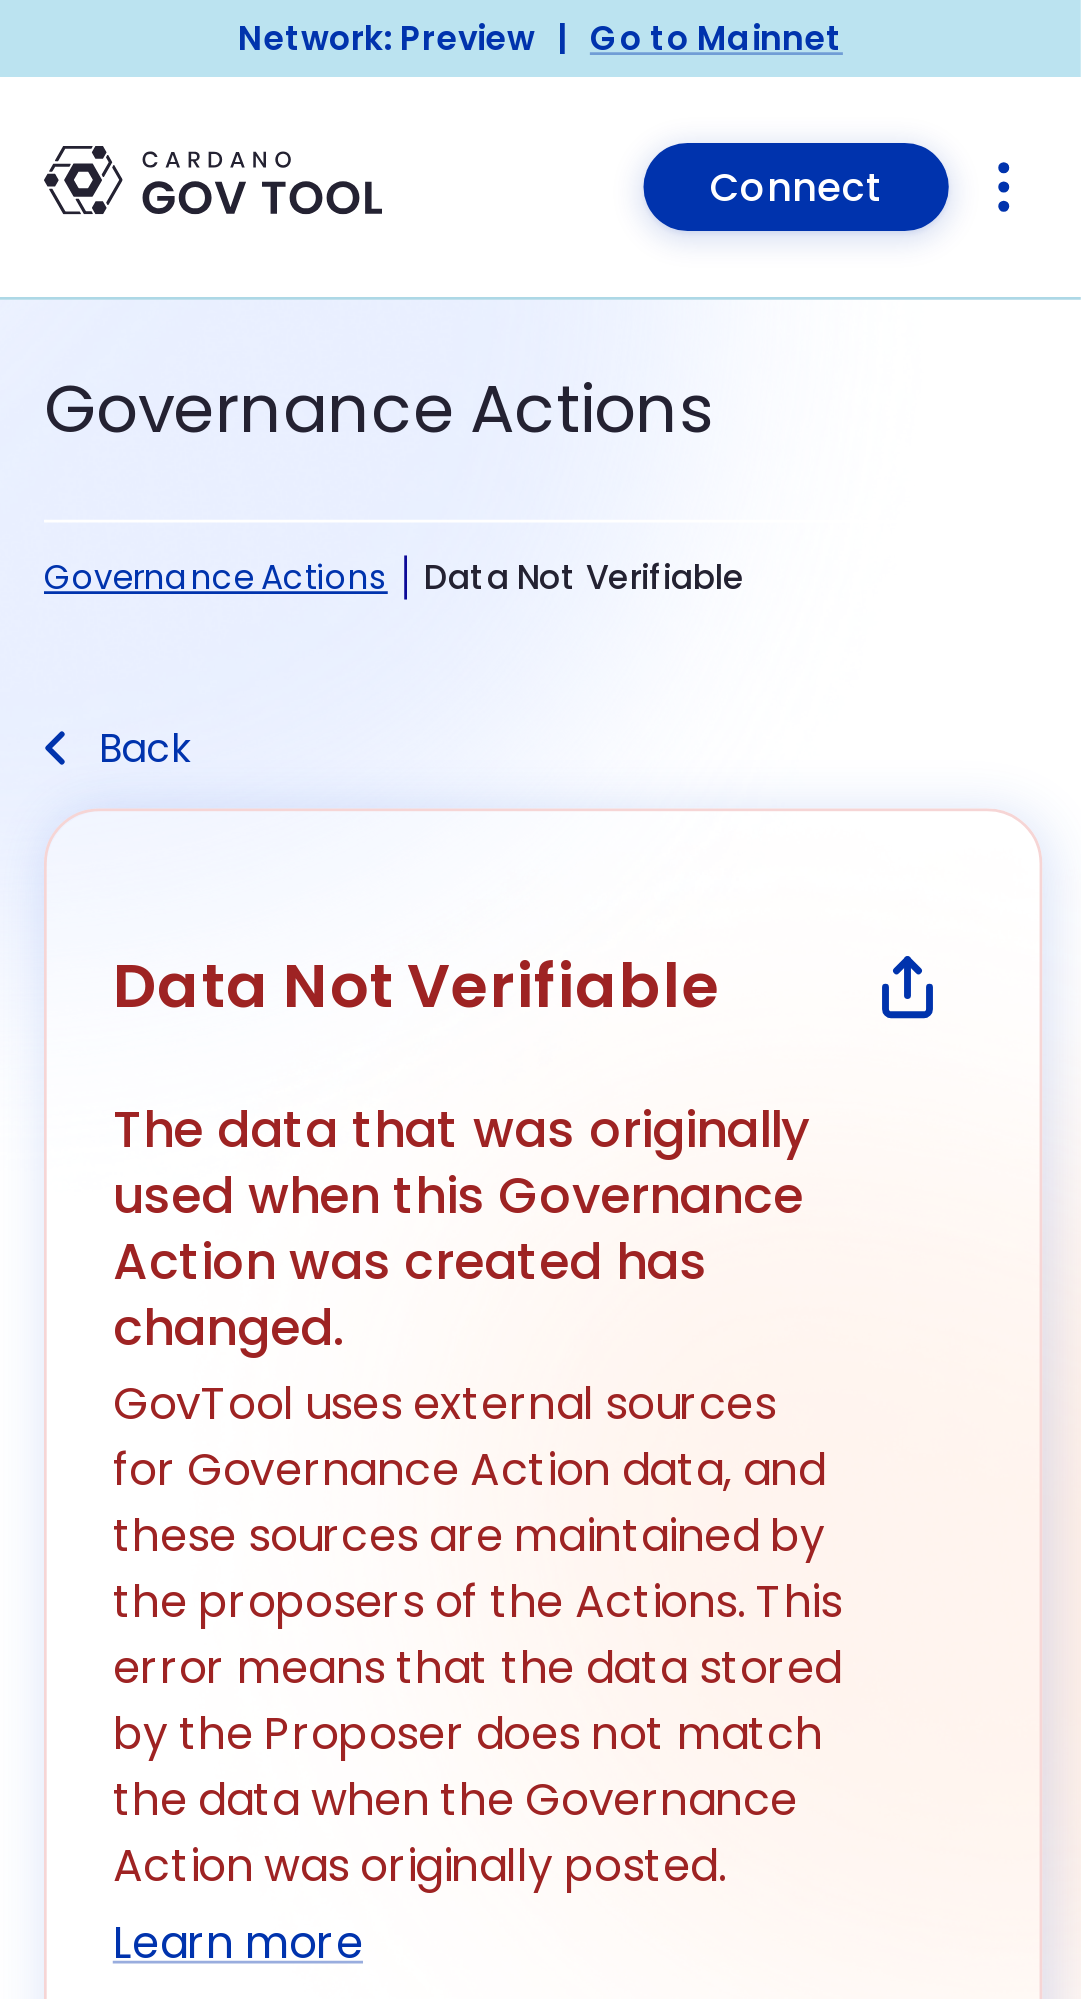 Network: Preview | Go to Mainnet
CARDANO
GOV TOOL
Connect
Governance Actions
Governance Actions | Data Not Verifiable
Back
Data Not Verifiable
The data that was originally
used when this Governance
Action was created has
changed.
GovTool uses external sources
for Governance Action data, and
these sources are maintained by
the proposers of the Actions. This
error means that the data stored
by the Proposer does not match
the data when the Governance
Action was originally posted.
Learn more